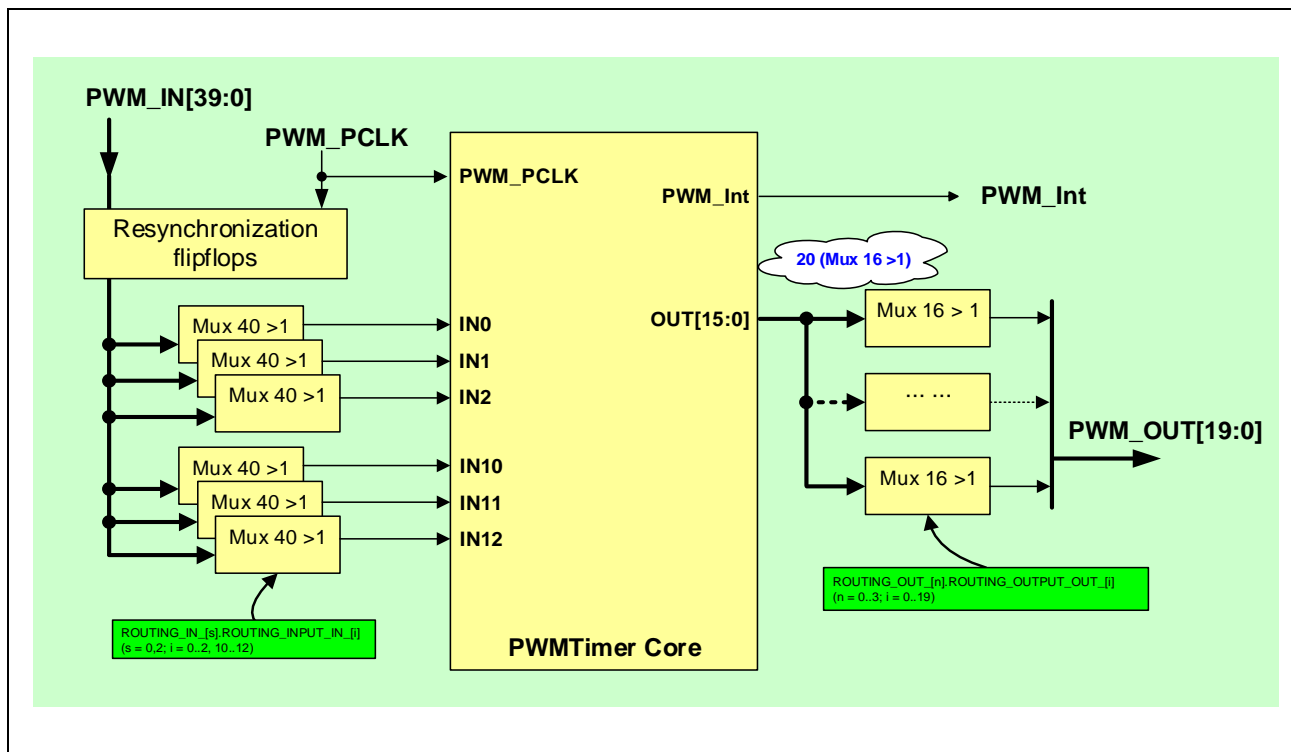 PWM_IN[39:0]
PWM_PCLK
Resynchronization
flipflops
Mux 40 >1
Mux 40 >1
Mux 40 >1
Mux 40 >1
Mux 40 >1
Mux 40 >1
ROUTING_IN_[s].ROUTING_INPUT_IN_[i]
(s = 0,2; i = 0..2, 10..12)
PWM_PCLK
PWM_Int
IN0
OUT[15:0]
IN1
IN2
IN10
IN11
IN12
PWMTimer Core
PWM_Int
20 (Mux 16 >1)
Mux 16 > 1
... ...
Mux 16 >1
PWM_OUT[19:0]
ROUTING_OUT_[n].ROUTING_OUTPUT_OUT_[i]
(n = 0..3; i = 0..19)